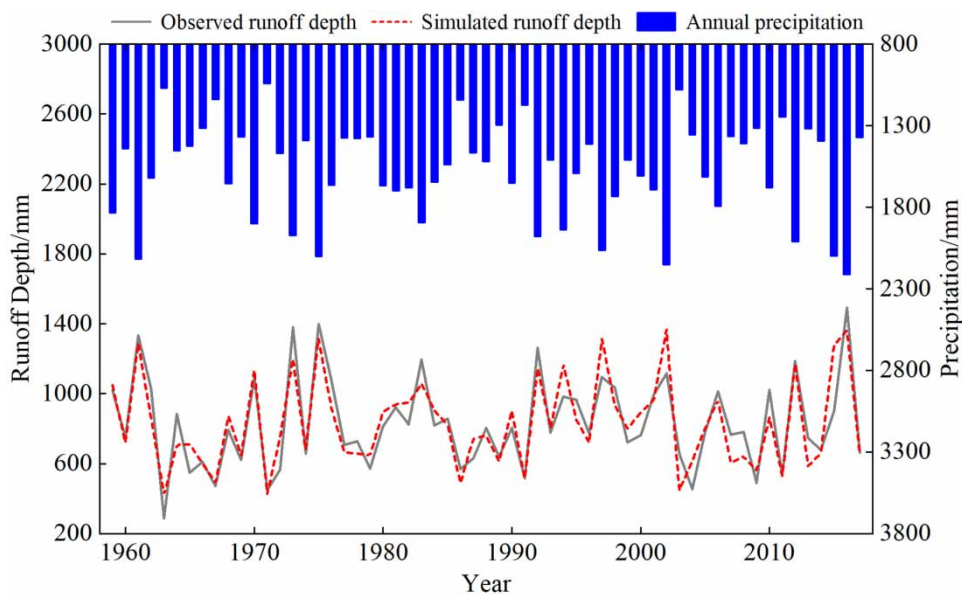 Observed runoff depth Simulated runoff depth Annual precipitation
3000 800
2600 1300
2200 1800
1800 2300
1400 2800
1000 3300
600 3800
200
Runoff Depth/mm
Precipitation/mm
1960 1970 1980 1990 2000 2010
Year